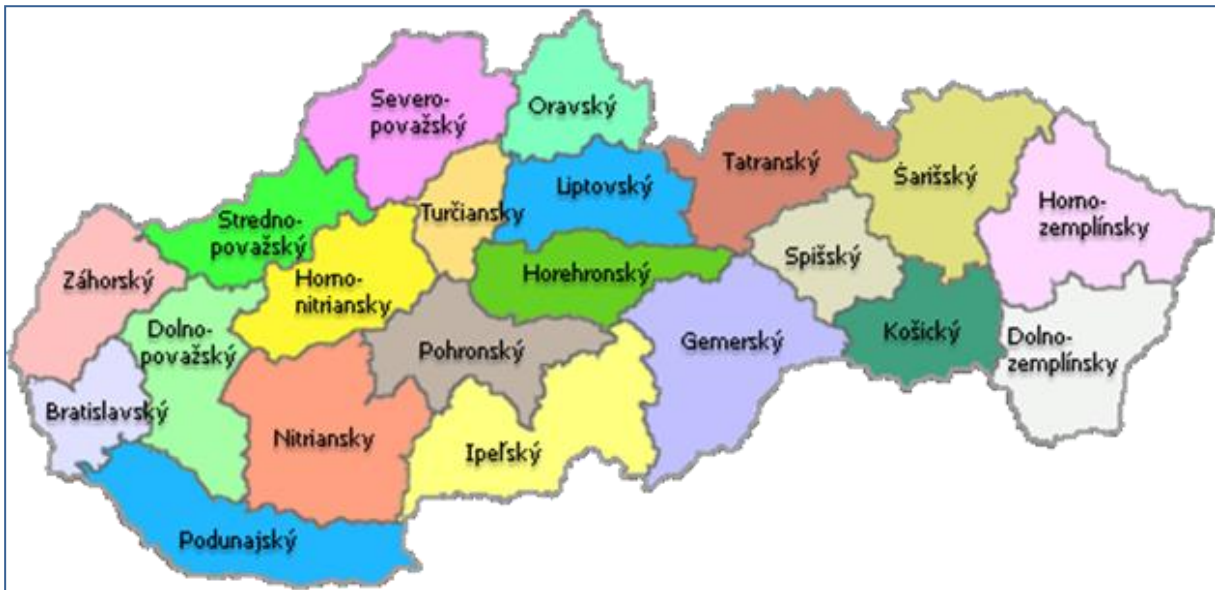 Severo-
považský
Oravský
Tatranský
Šarišský
Horno-
zemplínsky
Liptovský
Turčiansky
Stredno-
považský
Spišský
Záhorský
Horno-
nitriansky
Horehronský
Dolno-
považský
Pohronský
Gemerský
Košický
Dolno-
zemplínsky
Bratislavský
Nitriansky
Ipeľský
Podunajský